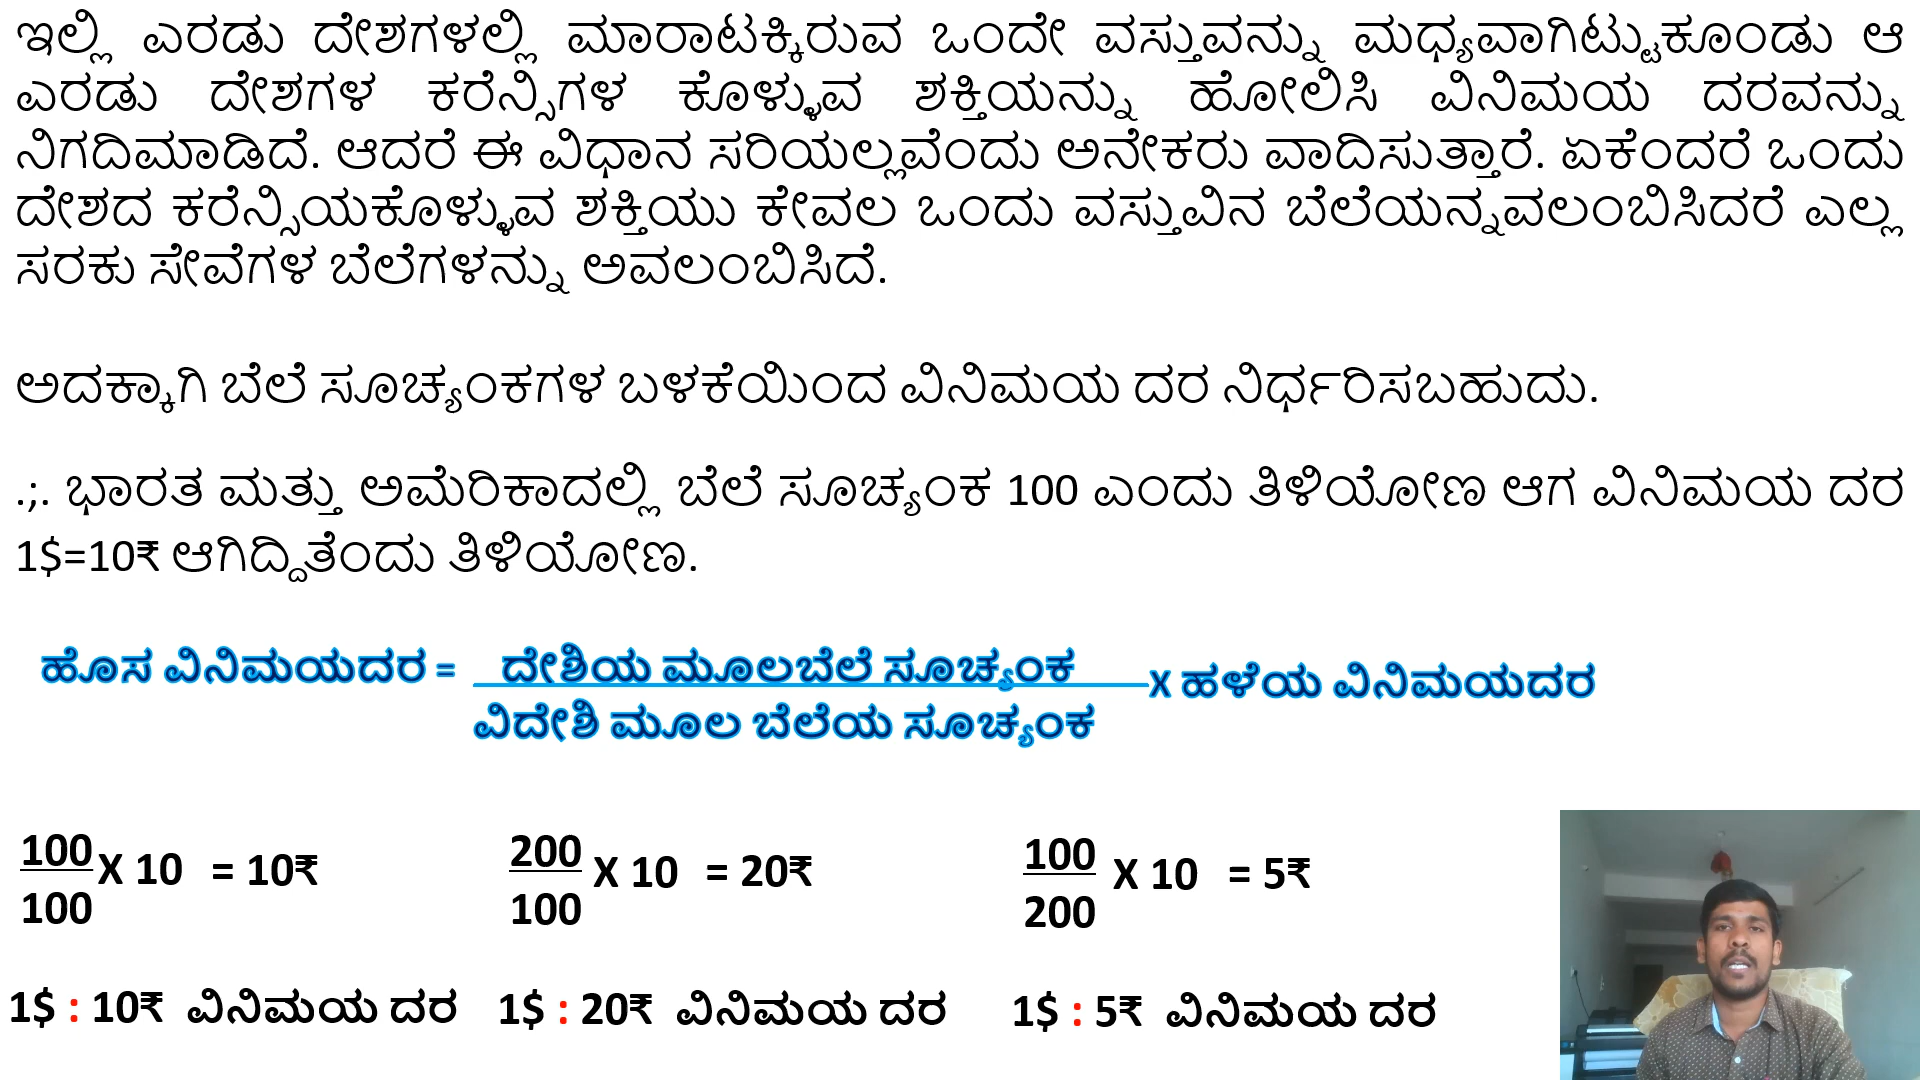 ಇಲ್ಲಿ ಎರಡು ದೇಶಗಳಲ್ಲಿ ಮಾರಾಟಕ್ಕಿರುವ ಒಂದೇ ವಸ್ತುವನ್ನು ಮಧ್ಯವಾಗಿಟ್ಟುಕೂಂಡು ಆ
ಎರಡು ದೇಶಗಳ ಕರೆನ್ಸಿಗಳ ಕೊಳ್ಳುವ ಶಕ್ತಿಯನ್ನು ಹೋಲಿಸಿ ವಿನಿಮಯ ದರವನ್ನು
ನಿಗದಿಮಾಡಿದೆ. ಆದರೆ ಈ ವಿಧಾನ ಸರಿಯಲ್ಲವೆಂದು ಅನೇಕರು ವಾದಿಸುತ್ತಾರೆ. ಏಕೆಂದರೆ ಒಂದು
ದೇಶದ ಕರೆನ್ಸಿಯಕೊಳ್ಳುವ ಶಕ್ತಿಯು ಕೇವಲ ಒಂದು ವಸ್ತುವಿನ ಬೆಲೆಯನ್ನವಲಂಬಿಸಿದರೆ ಎಲ್ಲ
ಸರಕು ಸೇವೆಗಳ ಬೆಲೆಗಳನ್ನು ಅವಲಂಬಿಸಿದೆ.
ಅದಕ್ಕಾಗಿ ಬೆಲೆ ಸೂಚ್ಯಂಕಗಳ ಬಳಕೆಯಿಂದ ವಿನಿಮಯ ದರ ನಿರ್ಧರಿಸಬಹುದು.
.;. ಭಾರತ ಮತ್ತು ಅಮೆರಿಕಾದಲ್ಲಿ ಬೆಲೆ ಸೂಚ್ಯಂಕ 100 ಎಂದು ತಿಳಿಯೋಣ ಆಗ ವಿನಿಮಯ ದರ
1$=10₹ ಆಗಿದ್ದಿತೆಂದು ತಿಳಿಯೋಣ.
ಹೊಸ ವಿನಿಮಯದರ = ದೇಶಿಯ ಮೂಲಬೆಲೆ ಸೂಚ್ಯಂಕ X ಹಳೆಯ ವಿನಿಮಯದರ
ವಿದೇಶಿ ಮೂಲ ಬೆಲೆಯ ಸೂಚ್ಯಂಕ
100 X 10 = 10₹
100
200 X 10 = 20₹
100
100 X 10 = 5₹
200
1$ : 10₹ ವಿನಿಮಯ ದರ
1$ : 20₹ ವಿನಿಮಯ ದರ
1$ : 5₹ ವಿನಿಮಯ ದರ